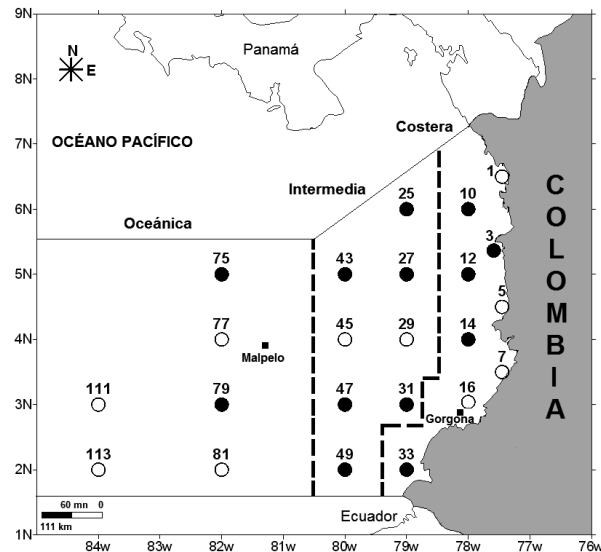 9N
8N
7N
6N
5N
4N
3N
2N
1N
Panamá
N
E
OCÉANO PACÍFICO
Costera
Intermedia
Oceánica
1
25
10
3
75
43
27
12
5
77
45
29
14
Malpelo
7
111
79
47
31
16
Gorgona
113
81
49
33
COLOMBIA
60 mn 0
111 km
Ecuador
84w 83w 82w 81w 80w 79w 78w 77w 76w